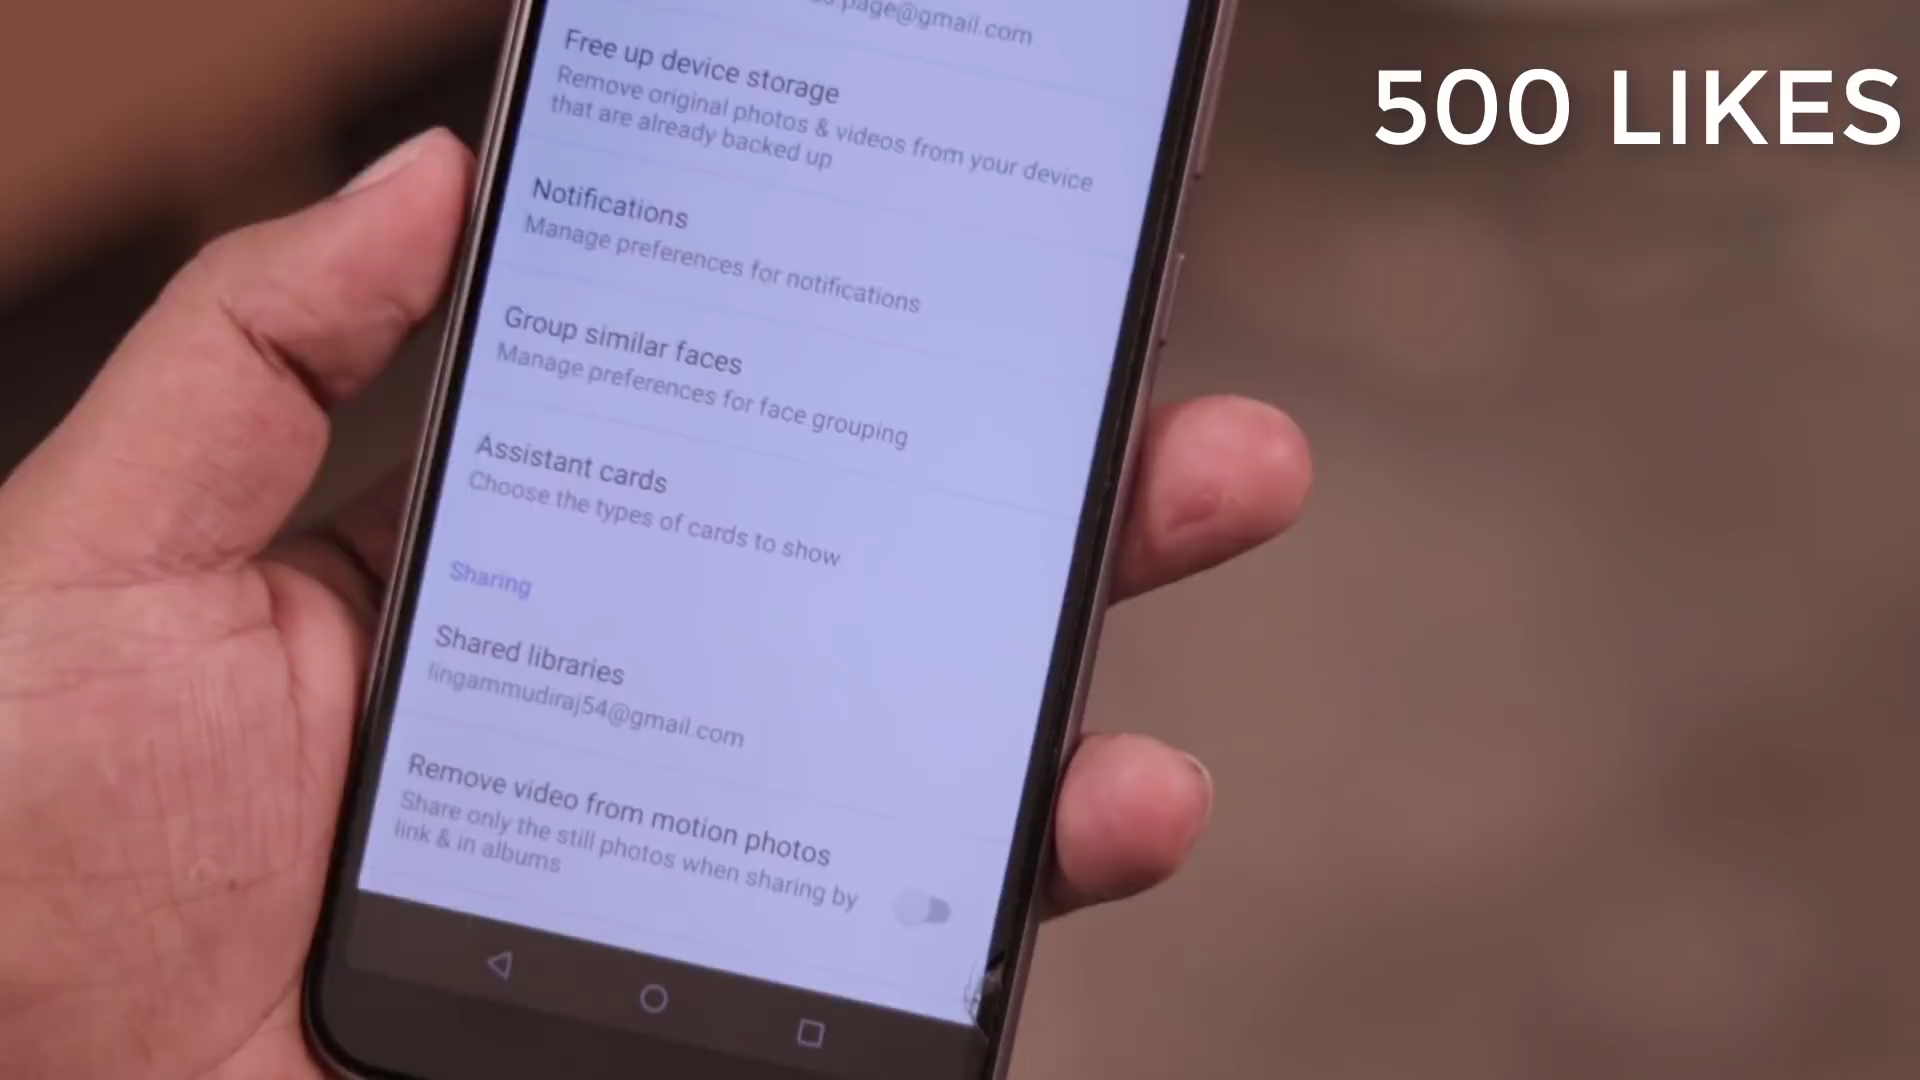 page@gmail.com
500 LIKES
Free up device storage
Remove original photos & videos from your device
that are already backed up
Notifications
Manage preferences for notifications
Group similar faces
Manage preferences for face grouping
Assistant cards
Choose the types of cards to show
Sharing
Shared libraries
lingammudiraj54@gmail.com
Remove video from motion photos
Share only the still photos when sharing by
link & in albums